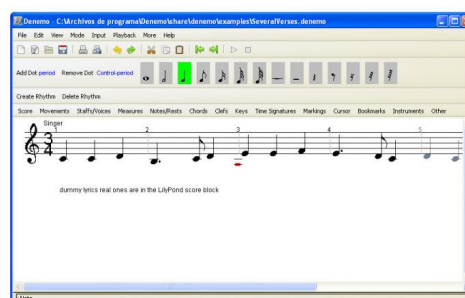 Denemo - C:\Archivos de programa\Denemo\share\denemo\examples\SeveralVerses.denemo
File Edit View Mode Input Playback More Help
Add Dot period Remove Dot Control-period
Create Rhythm Delete Rhythm
Score Movements Staffs/Voices Measures Notes/Rests Chords Clefs Keys Time Signatures Markings Cursor Bookmarks Instruments Other
Singer
1 2 3 4 5
3
4
dummy lyrics real ones are in the LilyPond score block